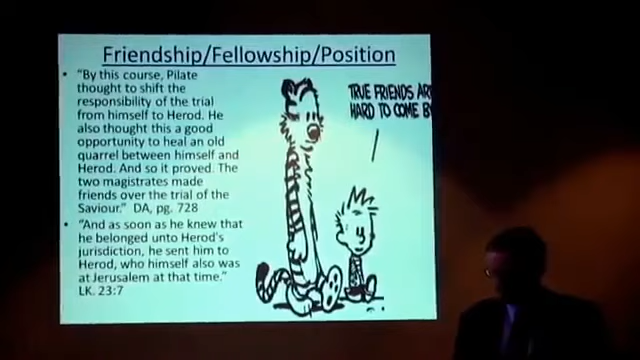 Friendship/Fellowship/Position
• "By this course, Pilate
thought to shift the
responsibility of the trial
from himself to Herod. He
also thought this a good
opportunity to heal an old
quarrel between himself and
Herod. And so it proved. The
two magistrates made
friends over the trial of the
Saviour." DA, pg. 728
• "And as soon as he knew that
he belonged unto Herod's
jurisdiction, he sent him to
Herod, who himself also was
at Jerusalem at that time."
LK. 23:7
TRUE FRIENDS AR
HARD TO COME BY